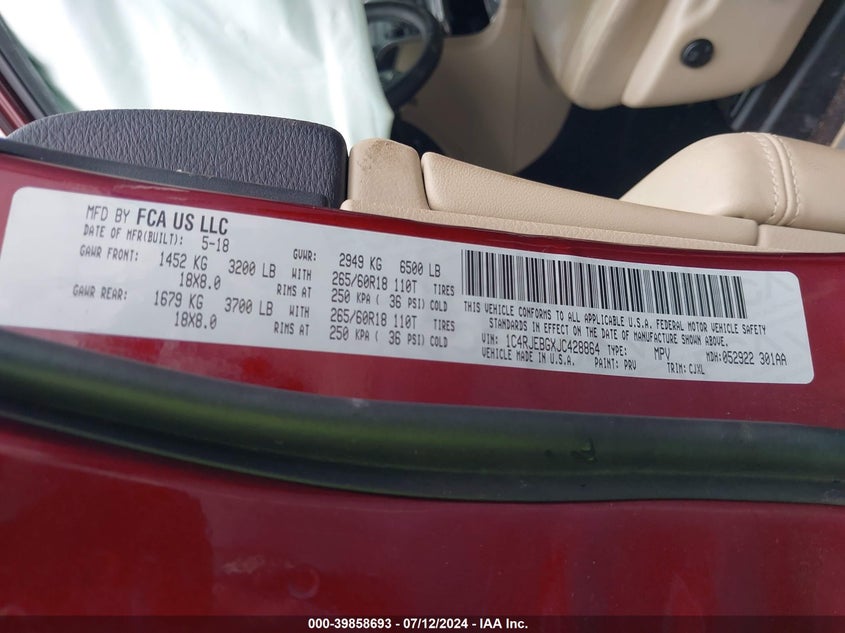 MFD BY FCA US LLC
DATE OF MFR(BUILT): 5-18 GVWR: 2949 KG 6500 LB
GAWR FRONT: 1452 KG 3200 LB WITH 265/60R18 110T TIRES
18X8.0 RIMS AT 250 KPA ( 36 PSI) COLD
GAWR REAR: 1679 KG 3700 LB WITH 265/60R18 110T TIRES
18X8.0 RIMS AT 250 KPA ( 36 PSI) COLD
THIS VEHICLE CONFORMS TO ALL APPLICABLE U.S.A. FEDERAL MOTOR VEHICLE SAFETY
STANDARDS IN EFFECT ON THE DATE OF MANUFACTURE SHOWN ABOVE.
1C4RJEBGXJC428864 TYPE: MPV MDH:052922 301AA
VEHICLE MADE IN U.S.A. PAINT: PRV TRIM: CJXL
000-39858693 - 07/12/2024 - IAA Inc.